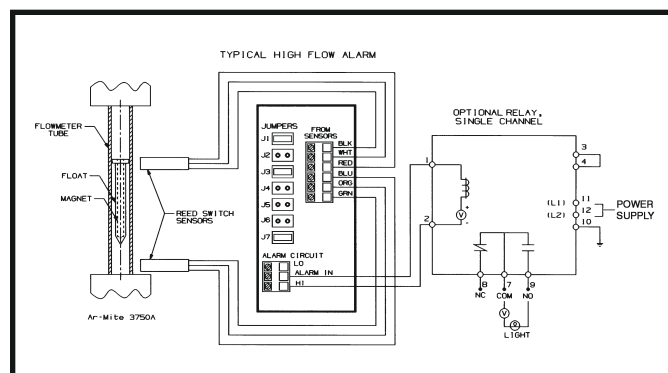 TYPICAL HIGH FLOW ALARM
FLOWMETER
TUBE
FLOAT
MAGNET
REED SWITCH
SENSORS
Ar-Mite 3750A
JUMPERS
J1
J2
J3
J4
J5
J6
J7
FROM
SENSORS
BLK
WHT
RED
BLU
ORG
GRN
ALARM CIRCUIT
LO
ALARM IN
HI
OPTIONAL RELAY,
SINGLE CHANNEL
1
2
+
V
-
3
4
(L1) 11
(L2) 12
10
POWER
SUPPLY
8 7 9
NC COM NO
V
LIGHT